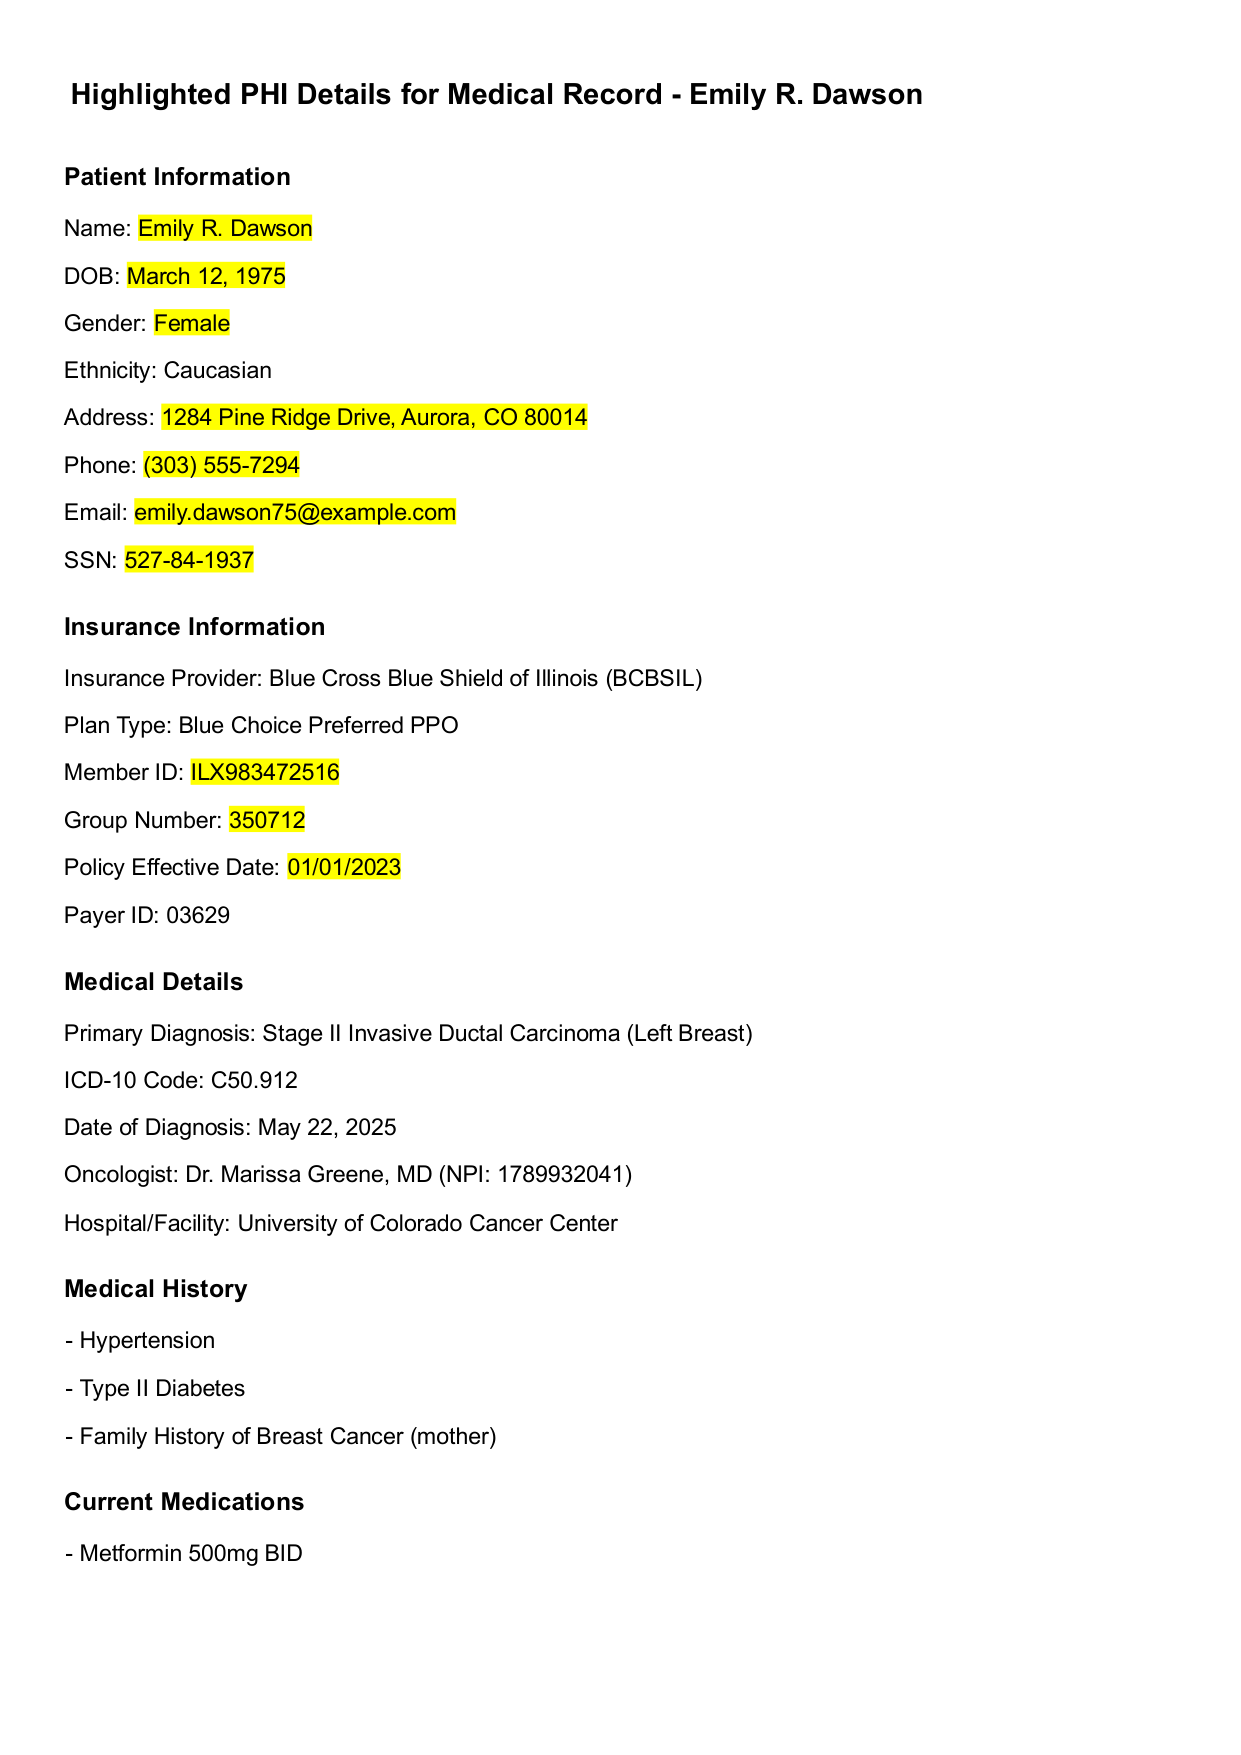 Highlighted PHI Details for Medical Record - Emily R. Dawson
Patient Information
Name: Emily R. Dawson
DOB: March 12, 1975
Gender: Female
Ethnicity: Caucasian
Address: 1284 Pine Ridge Drive, Aurora, CO 80014
Phone: (303) 555-7294
Email: emily.dawson75@example.com
SSN: 527-84-1937
Insurance Information
Insurance Provider: Blue Cross Blue Shield of Illinois (BCBSIL)
Plan Type: Blue Choice Preferred PPO
Member ID: ILX983472516
Group Number: 350712
Policy Effective Date: 01/01/2023
Payer ID: 03629
Medical Details
Primary Diagnosis: Stage II Invasive Ductal Carcinoma (Left Breast)
ICD-10 Code: C50.912
Date of Diagnosis: May 22, 2025
Oncologist: Dr. Marissa Greene, MD (NPI: 1789932041)
Hospital/Facility: University of Colorado Cancer Center
Medical History
- Hypertension
- Type II Diabetes
- Family History of Breast Cancer (mother)
Current Medications
- Metformin 500mg BID